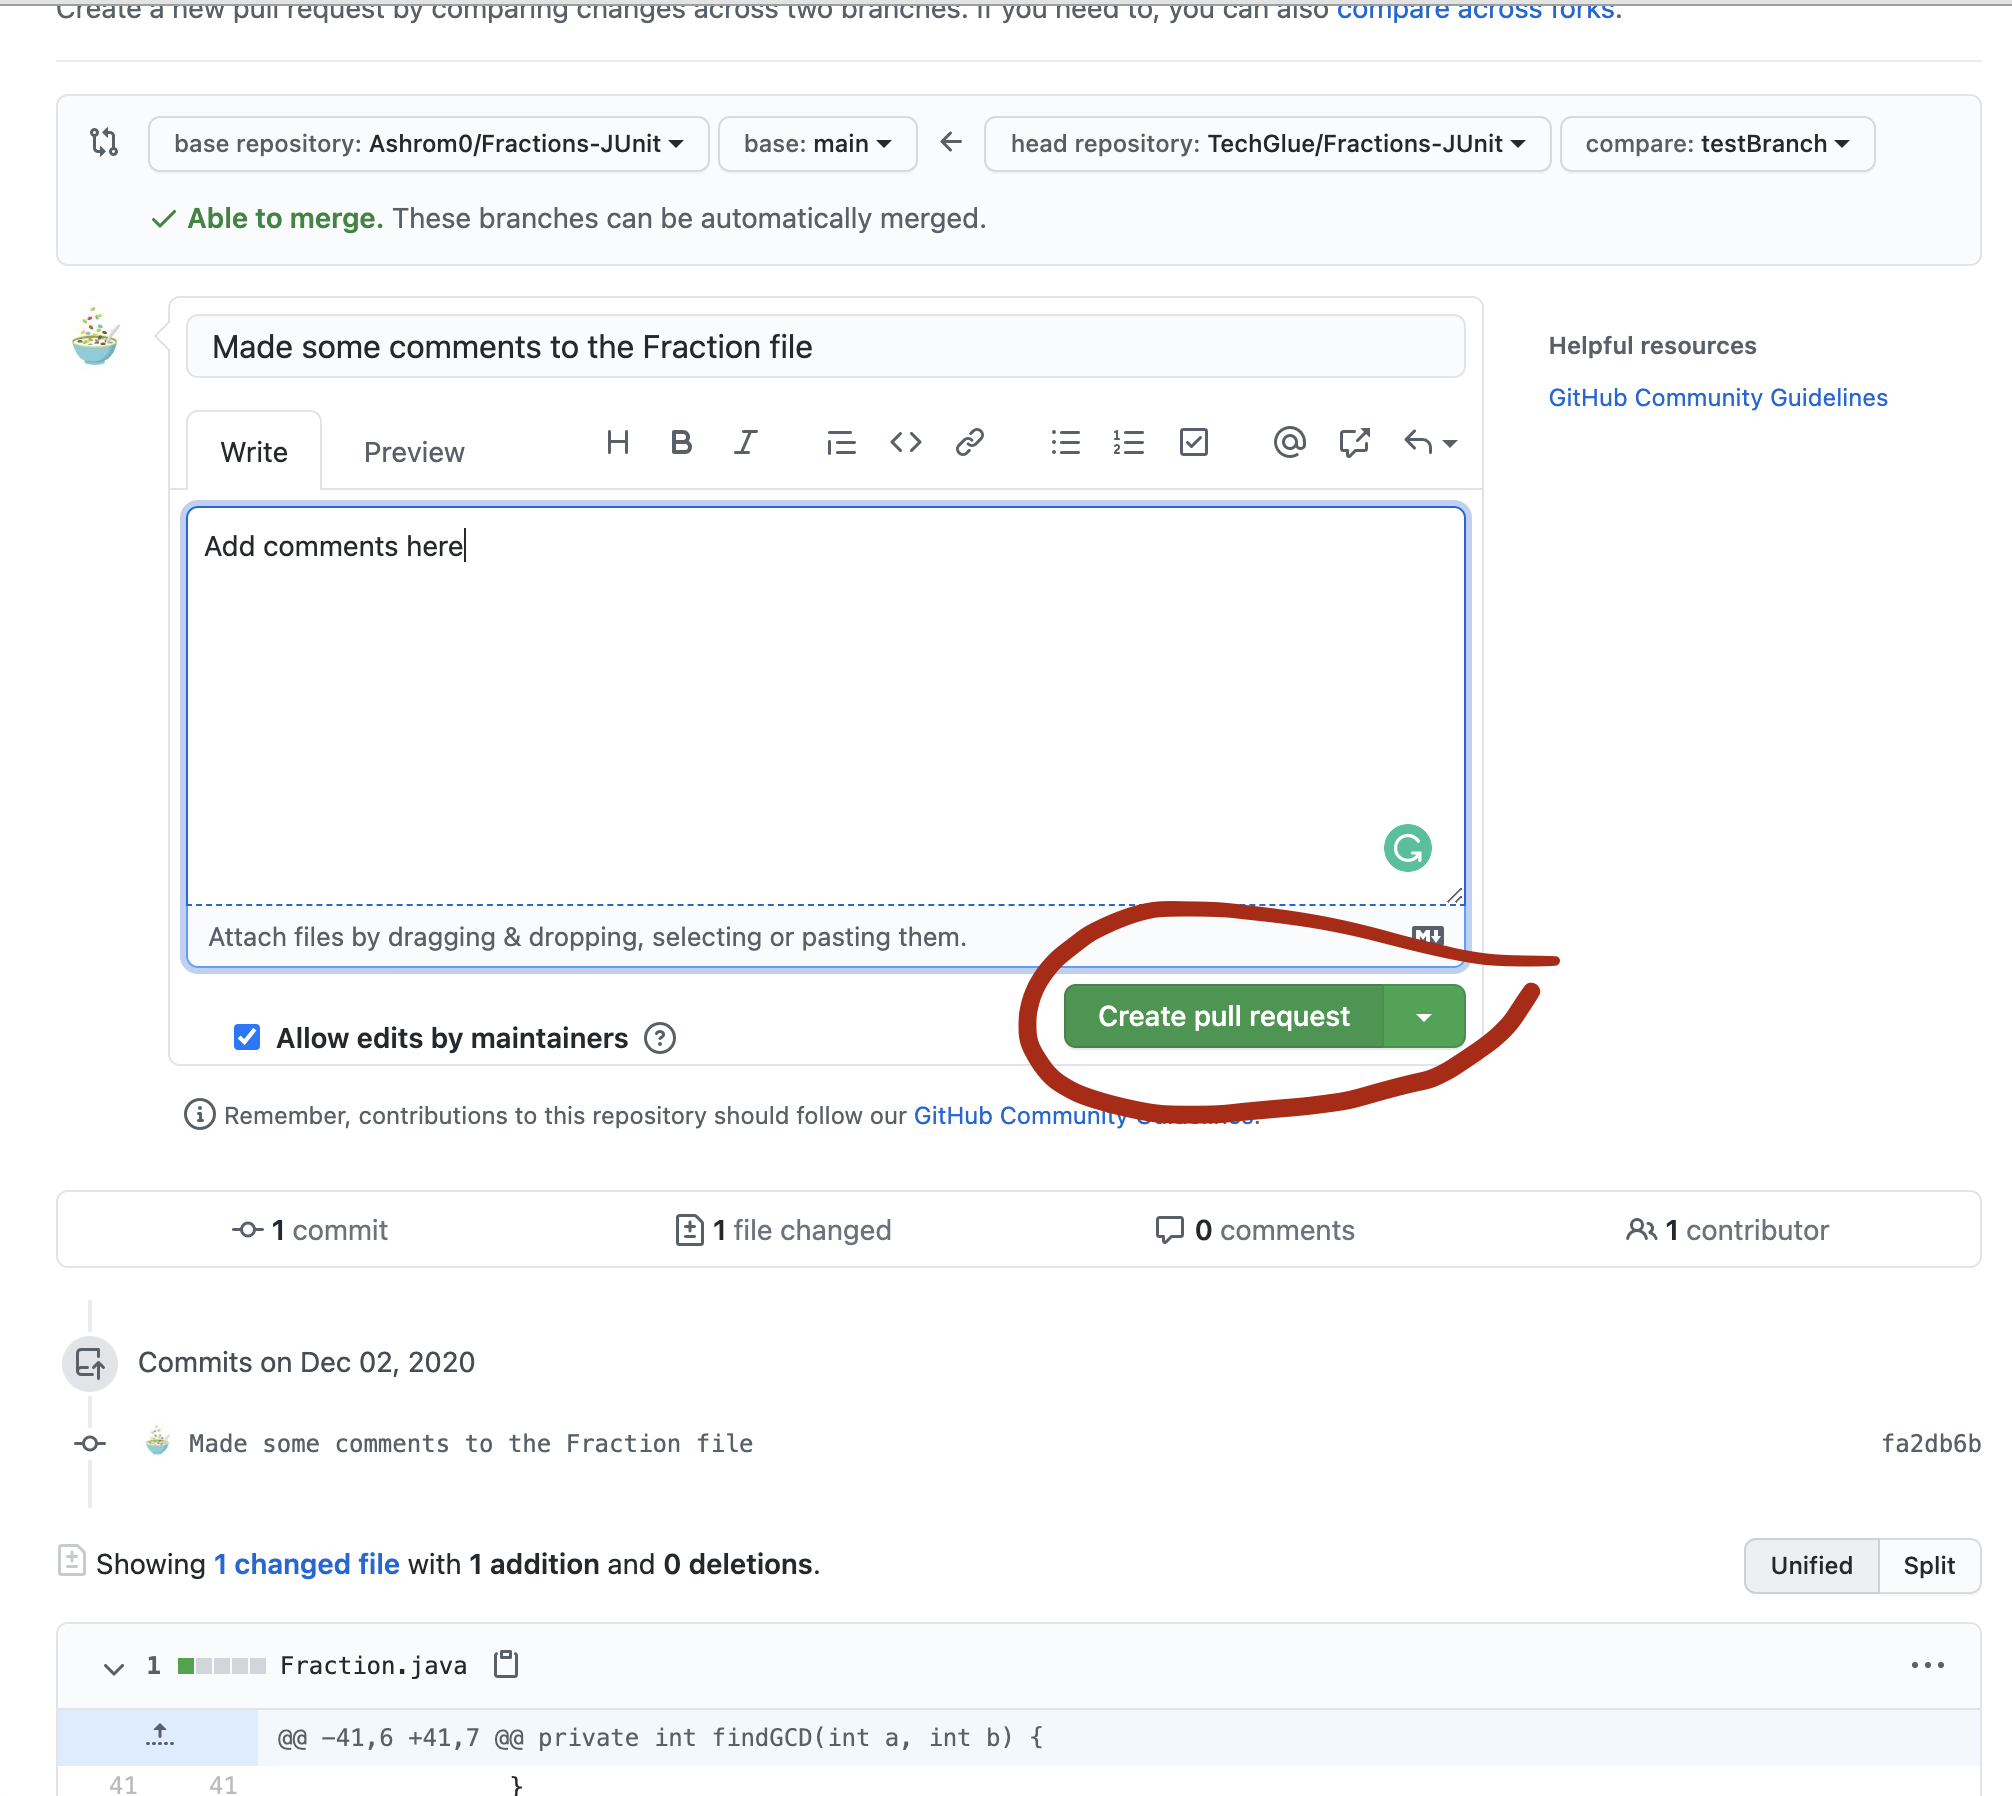 Create a new pull request by comparing changes across two branches. If you need to, you can also compare across forks.
base repository: Ashrom0/Fractions-JUnit base: main head repository: TechGlue/Fractions-JUnit compare: testBranch
Able to merge. These branches can be automatically merged.
Made some comments to the Fraction file
Helpful resources
GitHub Community Guidelines
Write Preview
Add comments here
Attach files by dragging & dropping, selecting or pasting them.
Allow edits by maintainers
Create pull request
Remember, contributions to this repository should follow our GitHub Community Guidelines.
1 commit 1 file changed 0 comments 1 contributor
Commits on Dec 02, 2020
Made some comments to the Fraction file fa2db6b
Showing 1 changed file with 1 addition and 0 deletions.
Unified Split
1 Fraction.java
@@ -41,6 +41,7 @@ private int findGCD(int a, int b) {
41 41 }